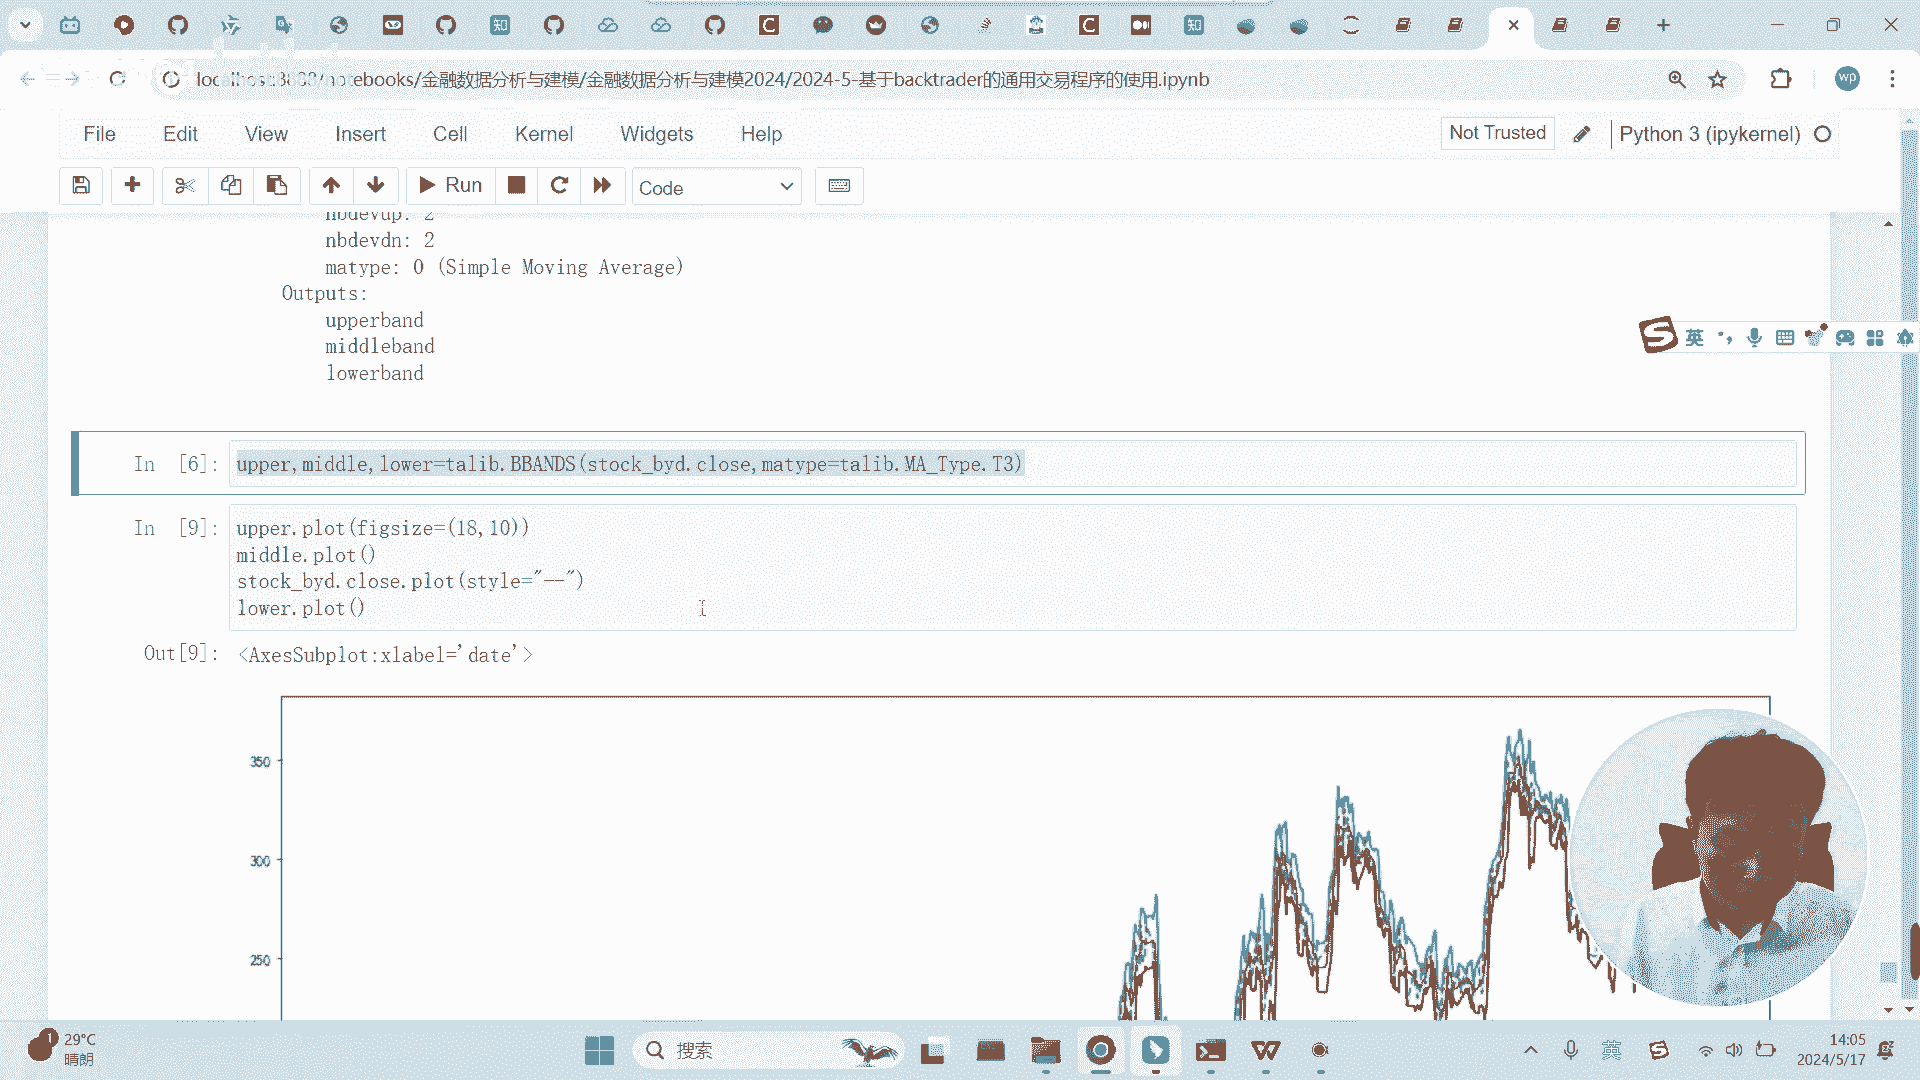 localhost:8888/notebooks/金融数据分析与建模/金融数据分析与建模2024/2024-5-基于backtrader的通用交易程序的使用.ipynb
wp
File Edit View Insert Cell Kernel Widgets Help
Not Trusted
Python 3 (ipykernel)
Run
Code
nbdevup: 2
nbdevdn: 2
matype: 0 (Simple Moving Average)
Outputs:
upperband
middleband
lowerband
英
In [6]:
upper,middle,lower=talib.BBANDS(stock_byd.close,matype=talib.MA_Type.T3)
In [9]:
upper.plot(figsize=(18,10))
middle.plot()
stock_byd.close.plot(style="--")
lower.plot()
Out[9]:
<AxesSubplot:xlabel='date'>
350
300
250
1
29°C
晴朗
搜索
英
14:05
2024/5/17